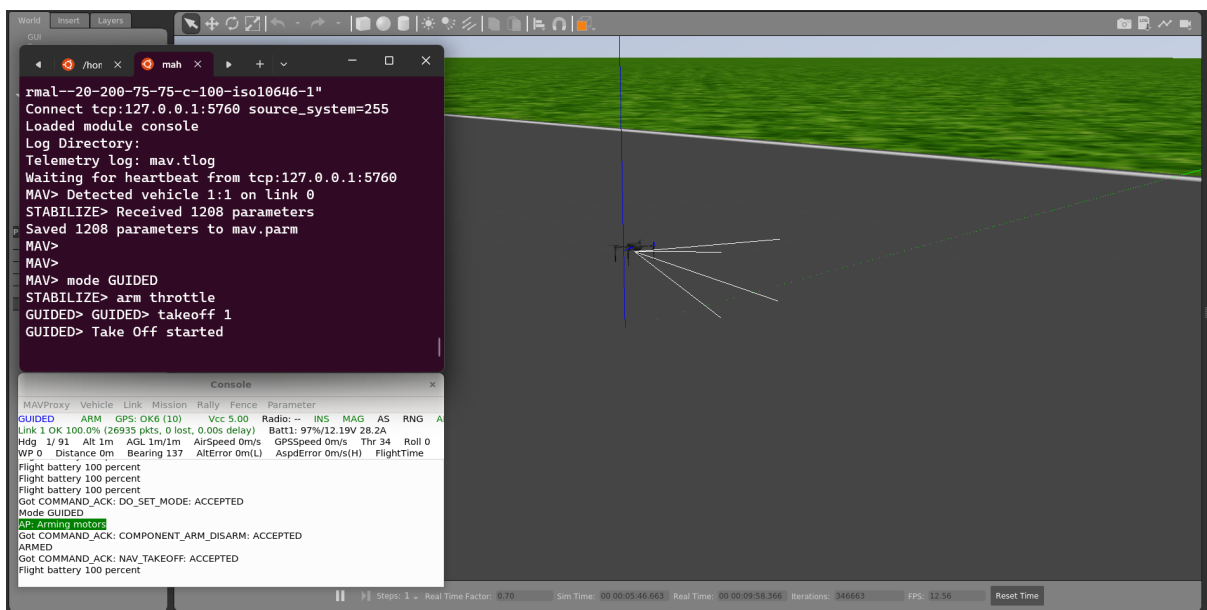 World Insert Layers
GUI
/hon
mah
rmal--20-200-75-75-c-100-iso10646-1"
Connect tcp:127.0.0.1:5760 source_system=255
Loaded module console
Log Directory:
Telemetry log: mav.tlog
Waiting for heartbeat from tcp:127.0.0.1:5760
MAV> Detected vehicle 1:1 on link 0
STABILIZE> Received 1208 parameters
Saved 1208 parameters to mav.parm
MAV>
MAV>
MAV> mode GUIDED
STABILIZE> arm throttle
GUIDED> GUIDED> takeoff 1
GUIDED> Take Off started
Console
MAVProxy Vehicle Link Mission Rally Fence Parameter
GUIDED ARM GPS: OK6 (10) Vcc 5.00 Radio: -- INS MAG AS RNG
Link 1 OK 100.0% (26935 pkts, 0 lost, 0.00s delay) Batt1: 97%/12.19V 28.2A
Hdg 1/ 91 Alt 1m AGL 1m/1m AirSpeed 0m/s GPSSpeed 0m/s Thr 34 Roll 0
WP 0 Distance 0m Bearing 137 AltError 0m(L) AspdError 0m/s(H) FlightTime
Flight battery 100 percent
Flight battery 100 percent
Flight battery 100 percent
Got COMMAND_ACK: DO_SET_MODE: ACCEPTED
Mode GUIDED
AP: Arming motors
Got COMMAND_ACK: COMPONENT_ARM_DISARM: ACCEPTED
ARMED
Got COMMAND_ACK: NAV_TAKEOFF: ACCEPTED
Flight battery 100 percent
Steps: 1 Real Time Factor: 0.70 Sim Time: 00 00:05:46.663 Real Time: 00 00:09:58.366 Iterations: 346663 FPS: 12.56 Reset Time